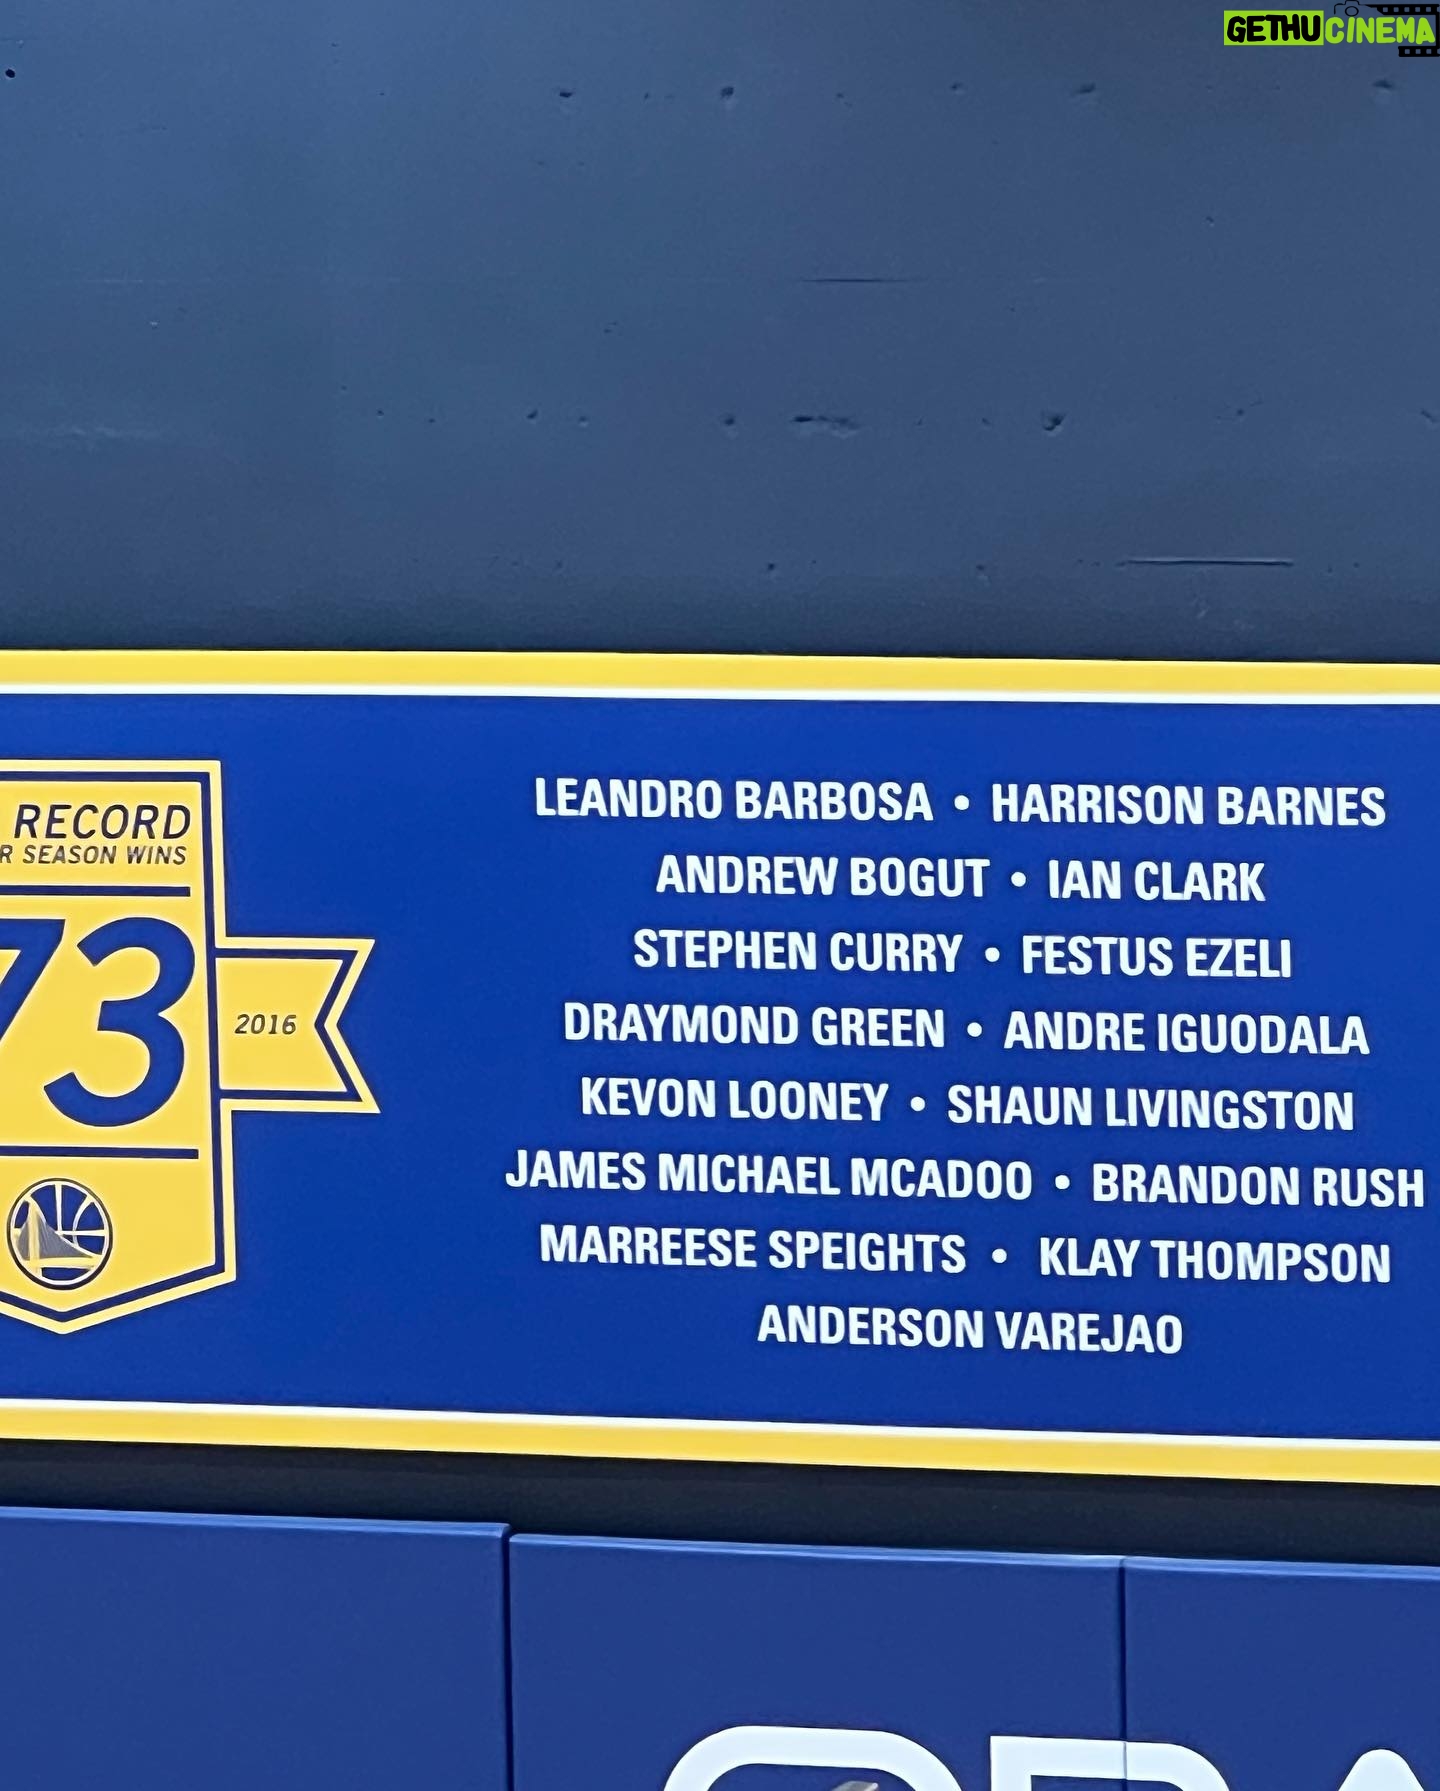 GETHUCINEMA
RECORD
R SEASON WINS
73
2016
LEANDRO BARBOSA • HARRISON BARNES
ANDREW BOGUT • IAN CLARK
STEPHEN CURRY • FESTUS EZELI
DRAYMOND GREEN • ANDRE IGUODALA
KEVON LOONEY • SHAUN LIVINGSTON
JAMES MICHAEL MCADOO • BRANDON RUSH
MARREESE SPEIGHTS • KLAY THOMPSON
ANDERSON VAREJAO